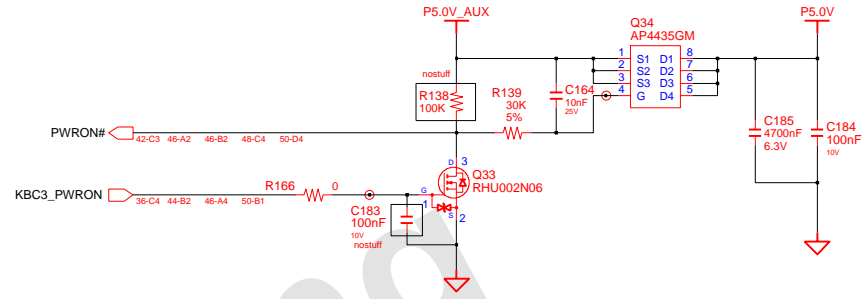 P5.0V_AUX
P5.0V
Q34
AP4435GM
1 S1 D1 8
2 S2 D2 7
3 S3 D3 6
4 G D4 5
nostuff
R138
100K
R139
30K
5%
C164
10nF
25V
C185
4700nF
6.3V
C184
100nF
10V
PWRON#
42-C3 46-A2 46-B2 48-C4 50-D4
D 3
Q33
RHU002N06
G
1
S
2
KBC3_PWRON
36-C4 44-B2 46-A4 50-B1
R166 0
C183
100nF
10V
nostuff